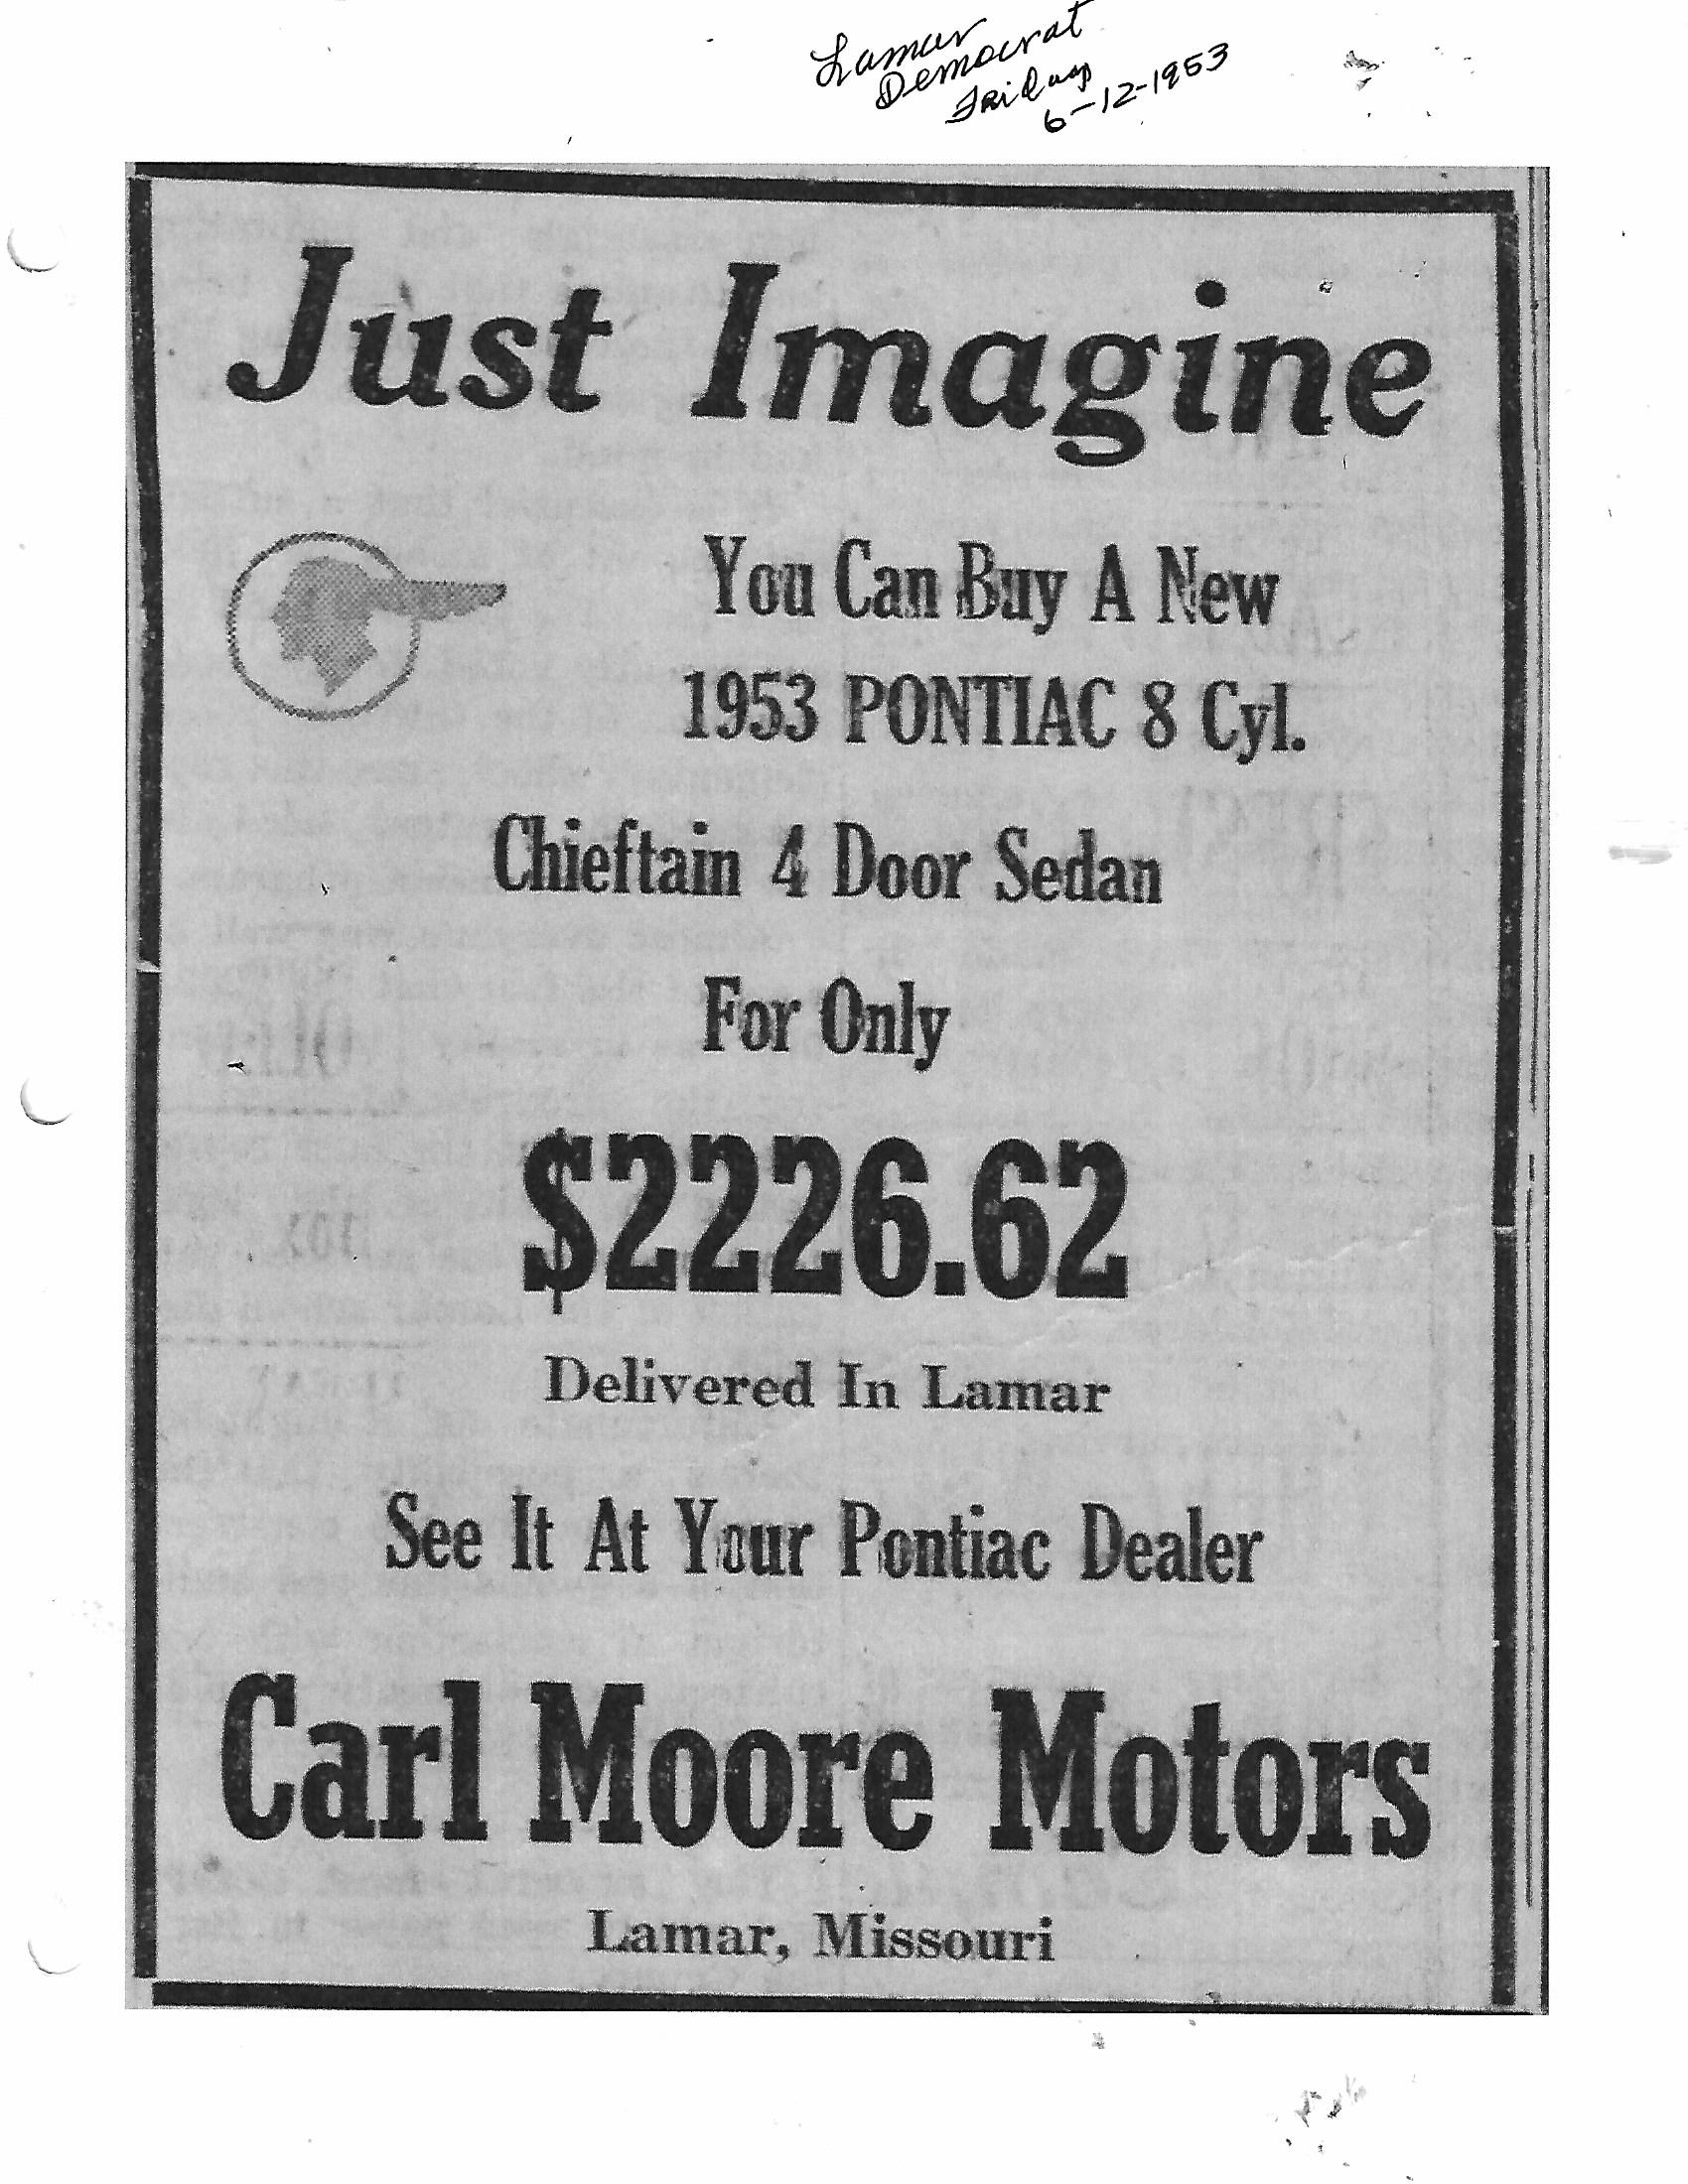 Lamar
Democrat
Friday
6-12-1953
Just Imagine
You Can Buy A New
1953 PONTIAC 8 Cyl.
Chieftain 4 Door Sedan
For Only
$2226.62
Delivered In Lamar
See It At Your Pontiac Dealer
Carl Moore Motors
Lamar, Missouri